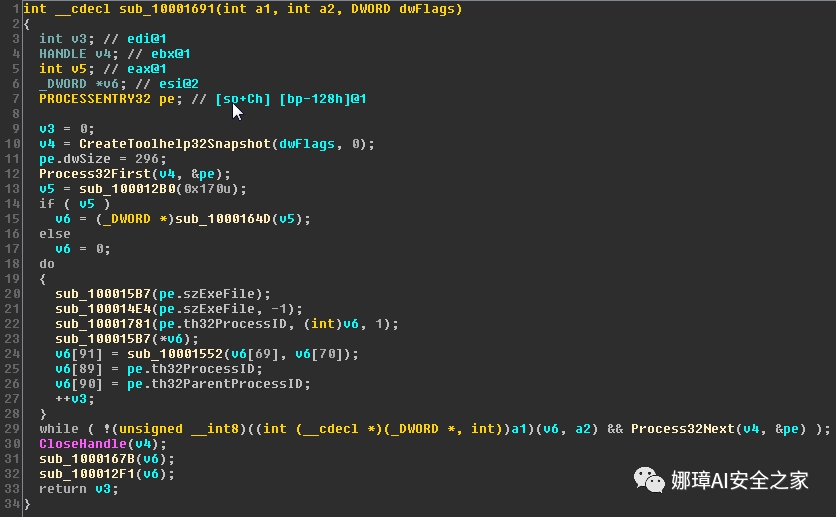 1 int __cdecl sub_10001691(int a1, int a2, DWORD dwFlags)
2 {
3 int v3; // edi@1
4 HANDLE v4; // ebx@1
5 int v5; // eax@1
6 _DWORD *v6; // esi@2
7 PROCESSENTRY32 pe; // [sp+Ch] [bp-128h]@1
8
9 v3 = 0;
10 v4 = CreateToolhelp32Snapshot(dwFlags, 0);
11 pe.dwSize = 296;
12 Process32First(v4, &pe);
13 v5 = sub_100012B0(0x170u);
14 if ( v5 )
15 v6 = (_DWORD *)sub_1000164D(v5);
16 else
17 v6 = 0;
18 do
19 {
20 sub_100015B7(pe.szExeFile);
21 sub_100014E4(pe.szExeFile, -1);
22 sub_10001781(pe.th32ProcessID, (int)v6, 1);
23 sub_100015B7(*v6);
24 v6[91] = sub_10001552(v6[69], v6[70]);
25 v6[89] = pe.th32ProcessID;
26 v6[90] = pe.th32ParentProcessID;
27 ++v3;
28 }
29 while ( !(unsigned __int8)((int (__cdecl *)(_DWORD *, int))a1)(v6, a2) && Process32Next(v4, &pe) );
30 CloseHandle(v4);
31 sub_1000167B(v6);
32 sub_100012F1(v6);
33 return v3;
34 }
娜璋AI安全之家